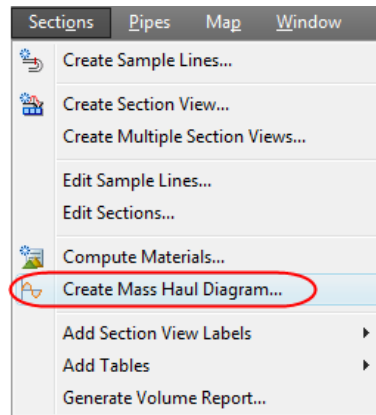 Sections Pipes Map Window
Create Sample Lines...
Create Section View...
Create Multiple Section Views...
Edit Sample Lines...
Edit Sections...
Compute Materials...
Create Mass Haul Diagram...
Add Section View Labels
Add Tables
Generate Volume Report...